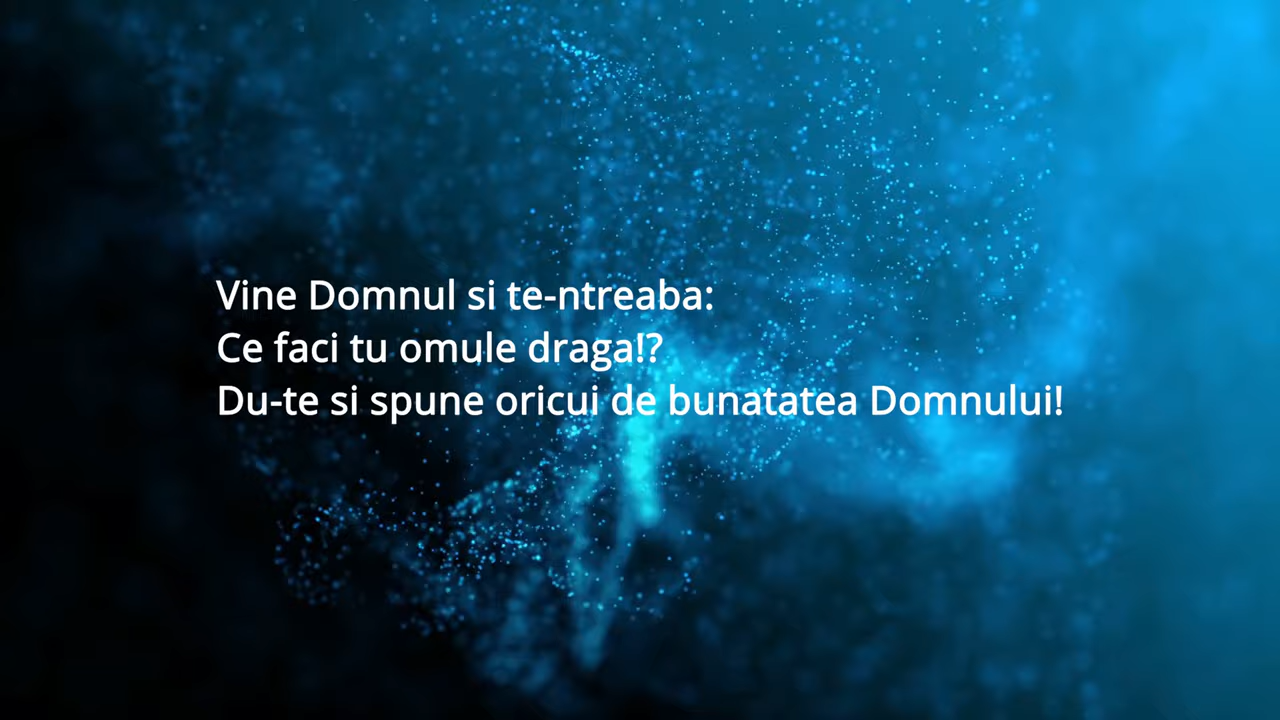 Vine Domnul si te-ntreaba:
Ce faci tu omule draga!?
Du-te si spune oricui de bunatatea Domnului!